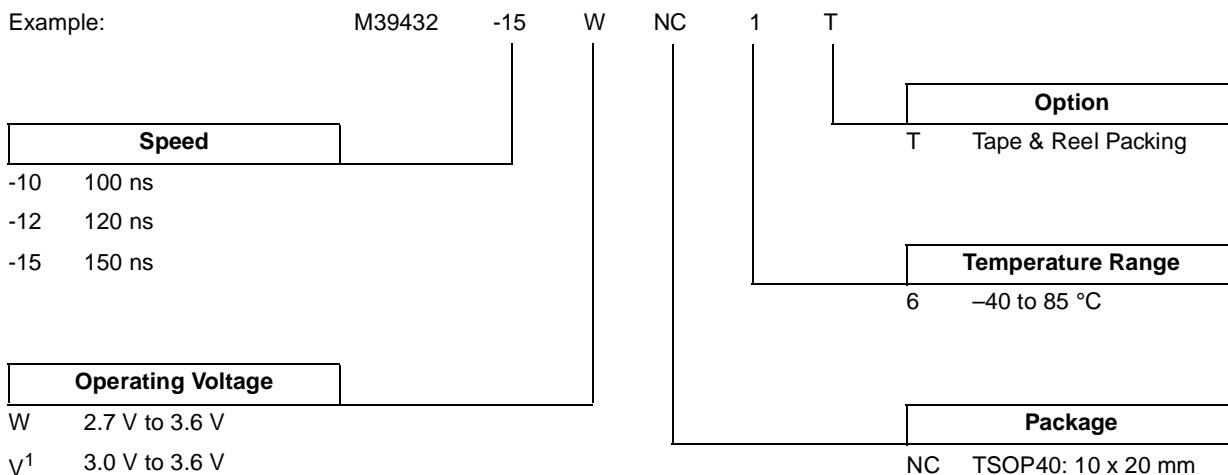 Example: M39432 -15 W NC 1 T
Option
T Tape & Reel Packing
Speed
-10 100 ns
-12 120 ns
-15 150 ns
Temperature Range
6 –40 to 85 °C
Operating Voltage
W 2.7 V to 3.6 V
V1 3.0 V to 3.6 V
Package
NC TSOP40: 10 x 20 mm